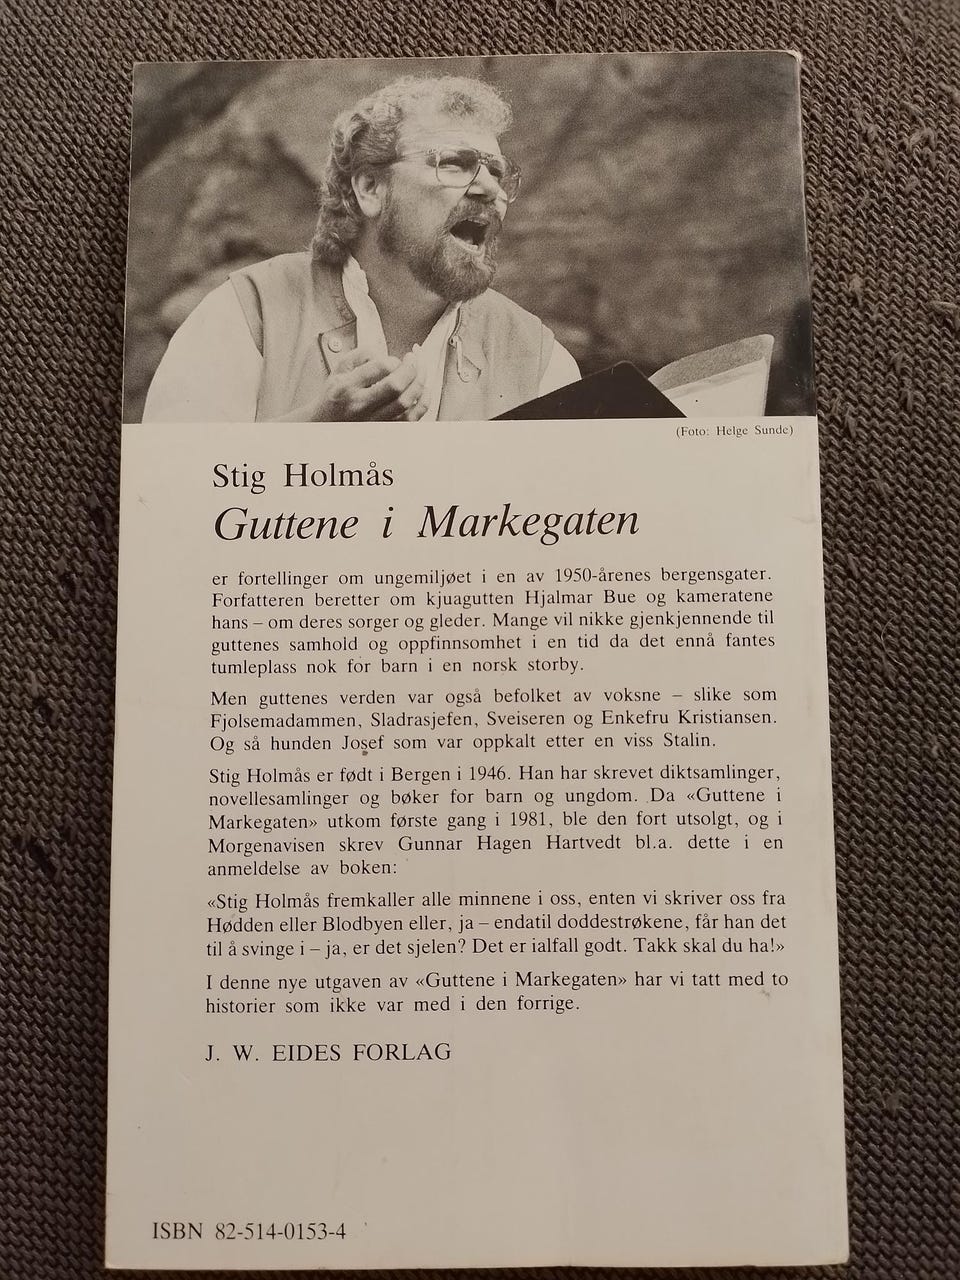 (Foto: Helge Sunde)
Stig Holmås
Guttene i Markegaten
er fortellinger om ungemiljøet i en av 1950-årenes bergensgater.
Forfatteren beretter om kjuagutten Hjalmar Bue og kameratene
hans – om deres sorger og gleder. Mange vil nikke gjenkjennende til
guttenes samhold og oppfinnsomhet i en tid da det ennå fantes
tumleplass nok for barn i en norsk storby.
Men guttenes verden var også befolket av voksne – slike som
Fjolsemadammen, Sladrasjefen, Sveiseren og Enkefru Kristiansen.
Og så hunden Josef som var oppkalt etter en viss Stalin.
Stig Holmås er født i Bergen i 1946. Han har skrevet diktsamlinger,
novellesamlinger og bøker for barn og ungdom. Da «Guttene i
Markegaten» utkom første gang i 1981, ble den fort utsolgt, og i
Morgenavisen skrev Gunnar Hagen Hartvedt bl.a. dette i en
anmeldelse av boken:
«Stig Holmås fremkaller alle minnene i oss, enten vi skriver oss fra
Hødden eller Blodbyen eller, ja – endatil doddestrøkene, får han det
til å svinge i – ja, er det sjelen? Det er ialfall godt. Takk skal du ha!»
I denne nye utgaven av «Guttene i Markegaten» har vi tatt med to
historier som ikke var med i den forrige.
J. W. EIDES FORLAG
ISBN 82-514-0153-4